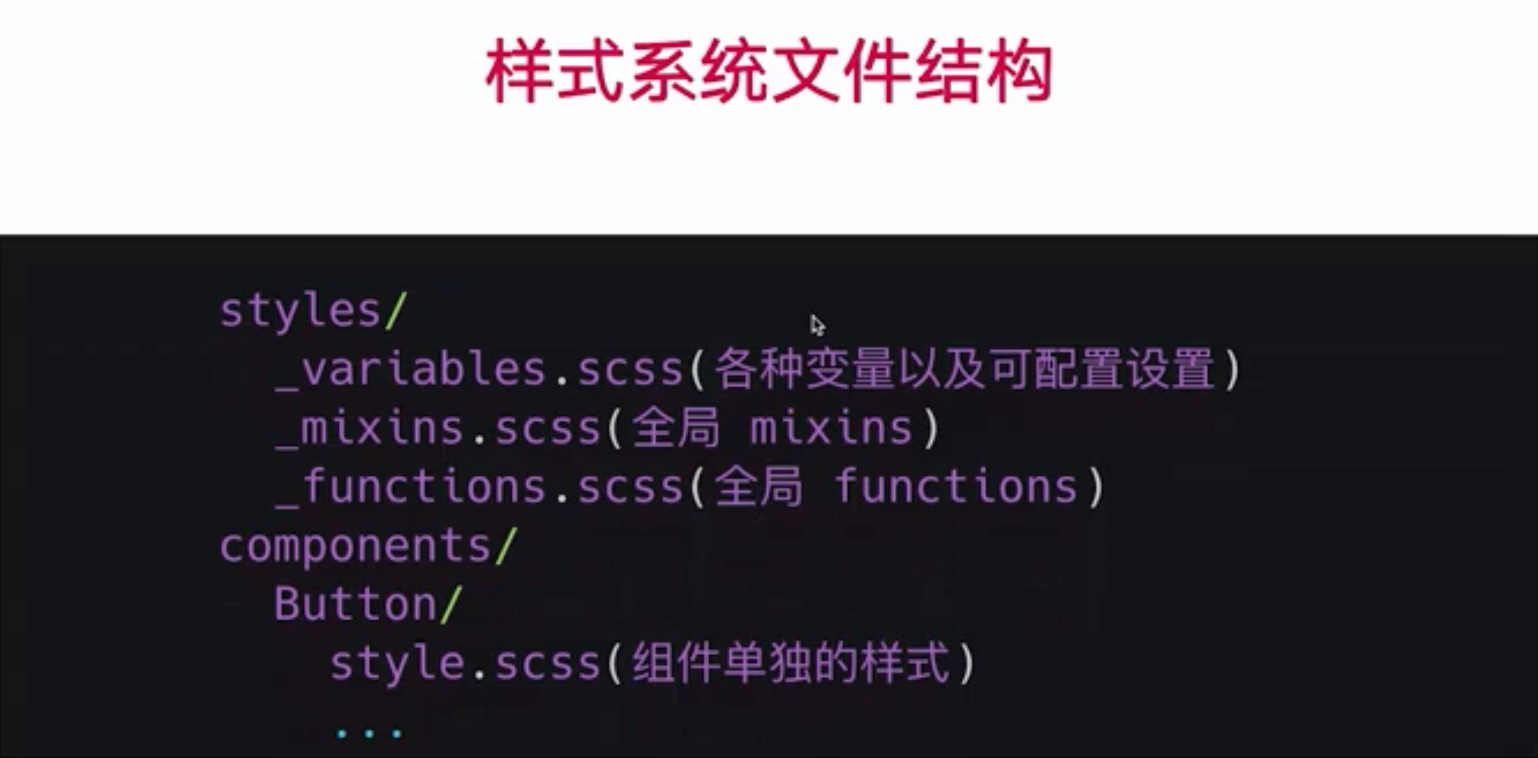 样式系统文件结构
styles/
_variables.scss(各种变量以及可配置设置)
_mixins.scss(全局 mixins)
_functions.scss(全局 functions)
components/
Button/
style.scss(组件单独的样式)
...